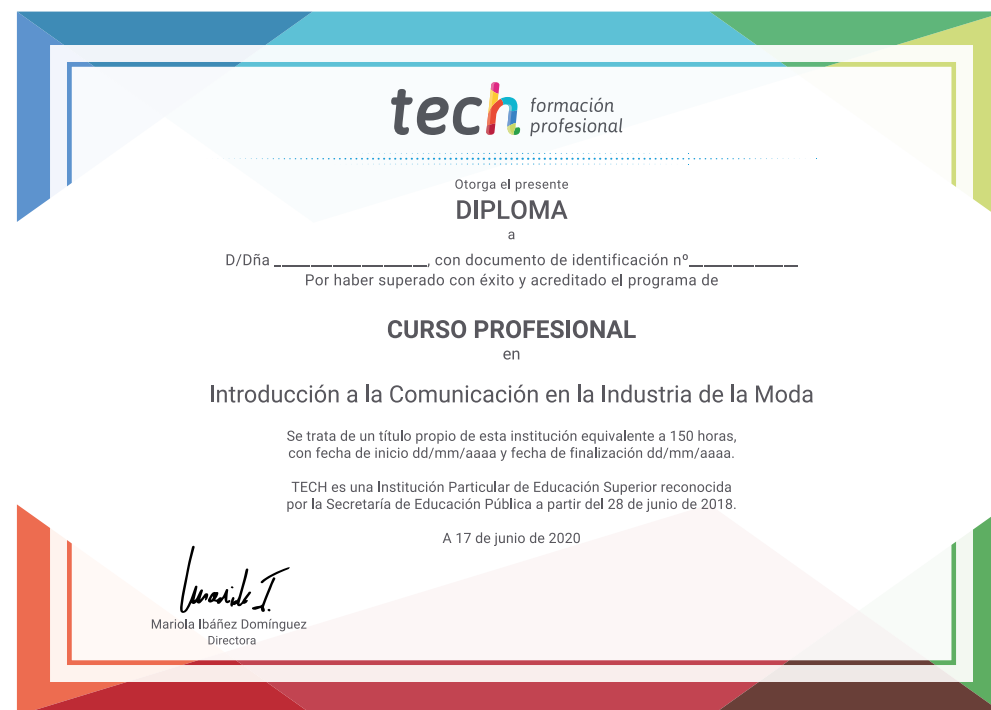 tech formación
profesional
Otorga el presente
DIPLOMA
a
D/Dña ____________________, con documento de identificación nº______________
Por haber superado con éxito y acreditado el programa de
CURSO PROFESIONAL
en
Introducción a la Comunicación en la Industria de la Moda
Se trata de un título propio de esta institución equivalente a 150 horas,
con fecha de inicio dd/mm/aaaa y fecha de finalización dd/mm/aaaa.
TECH es una Institución Particular de Educación Superior reconocida
por la Secretaría de Educación Pública a partir del 28 de junio de 2018.
A 17 de junio de 2020
Mariola I.
Mariola Ibáñez Domínguez
Directora